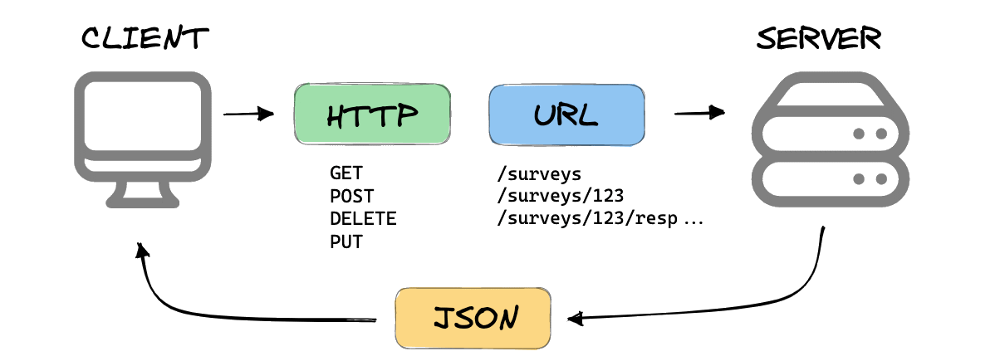 CLIENT
SERVER
HTTP
URL
GET
POST
DELETE
PUT
/surveys
/surveys/123
/surveys/123/resp ...
JSON